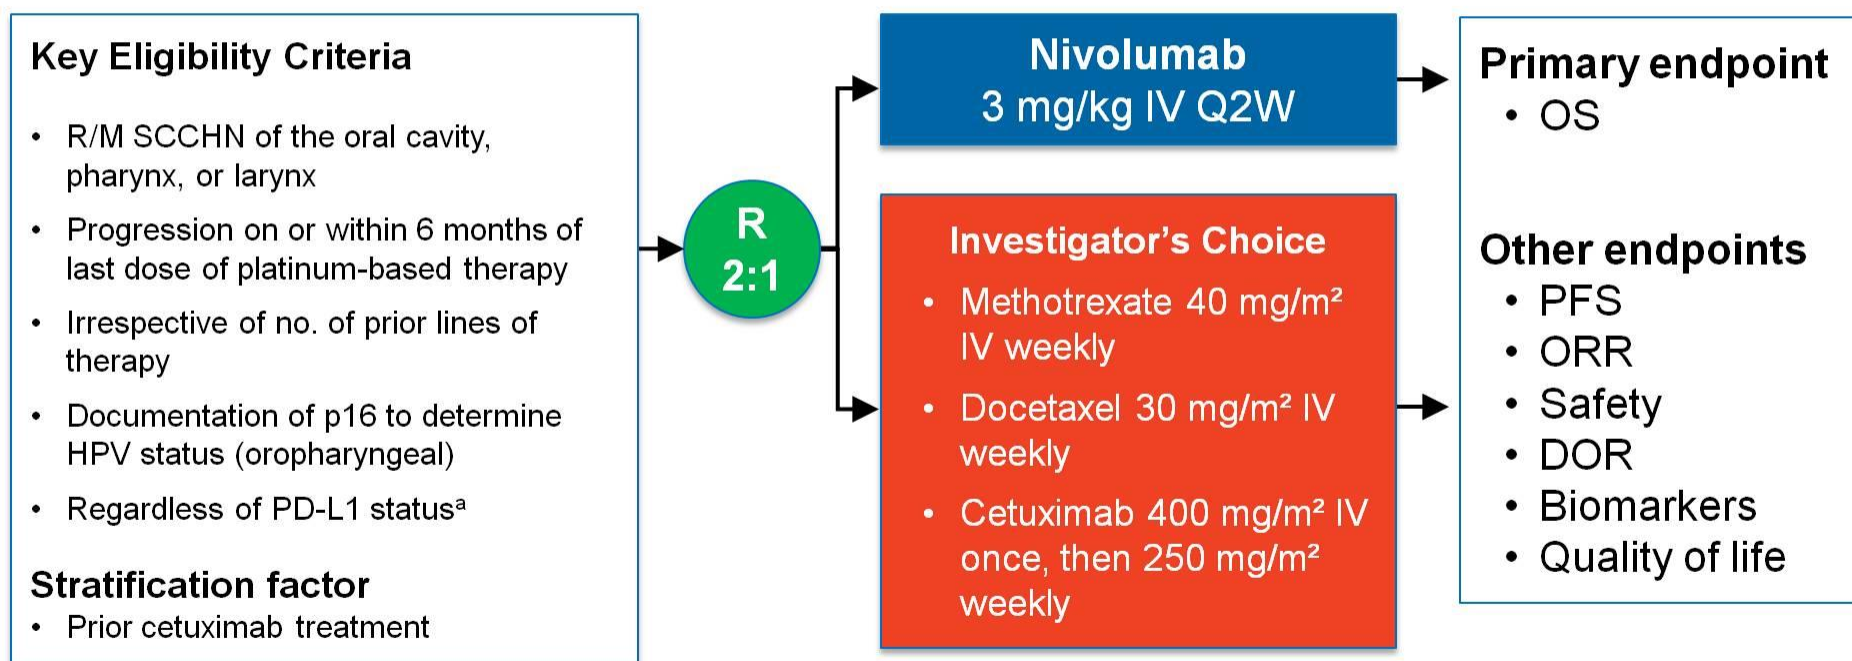 Key Eligibility Criteria
• R/M SCCHN of the oral cavity,
pharynx, or larynx
• Progression on or within 6 months of
last dose of platinum-based therapy
• Irrespective of no. of prior lines of
therapy
• Documentation of p16 to determine
HPV status (oropharyngeal)
• Regardless of PD-L1 statusᵃ
Stratification factor
• Prior cetuximab treatment
R
2:1
Nivolumab
3 mg/kg IV Q2W
Investigator’s Choice
• Methotrexate 40 mg/m²
IV weekly
• Docetaxel 30 mg/m² IV
weekly
• Cetuximab 400 mg/m² IV
once, then 250 mg/m²
weekly
Primary endpoint
• OS
Other endpoints
• PFS
• ORR
• Safety
• DOR
• Biomarkers
• Quality of life